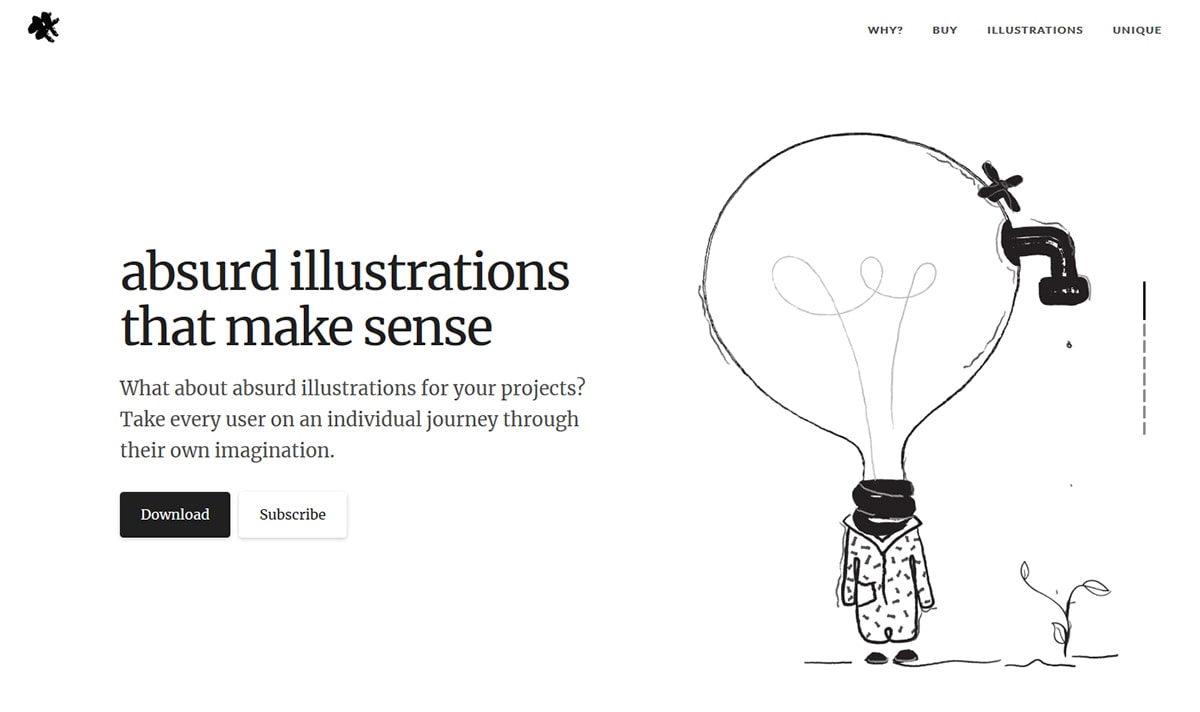 WHY?
BUY
ILLUSTRATIONS
UNIQUE
absurd illustrations
that make sense
What about absurd illustrations for your projects?
Take every user on an individual journey through
their own imagination.
Download
Subscribe